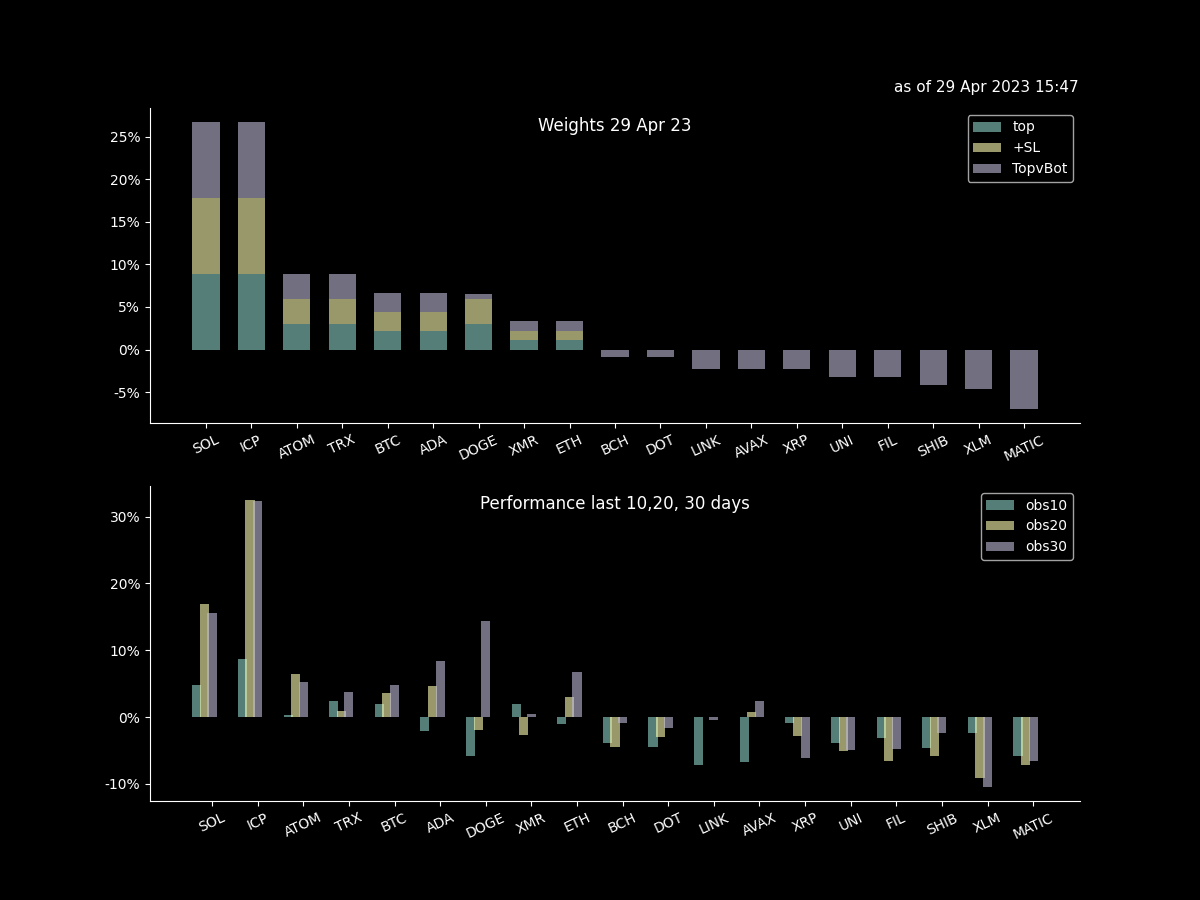 as of 29 Apr 2023 15:47
Weights 29 Apr 23
top
+SL
TopvBot
25%
20%
15%
10%
5%
0%
-5%
SOL ICP ATOM TRX BTC ADA DOGE XMR ETH BCH DOT LINK AVAX XRP UNI FIL SHIB XLM MATIC
Performance last 10,20, 30 days
obs10
obs20
obs30
30%
20%
10%
0%
-10%
SOL ICP ATOM TRX BTC ADA DOGE XMR ETH BCH DOT LINK AVAX XRP UNI FIL SHIB XLM MATIC